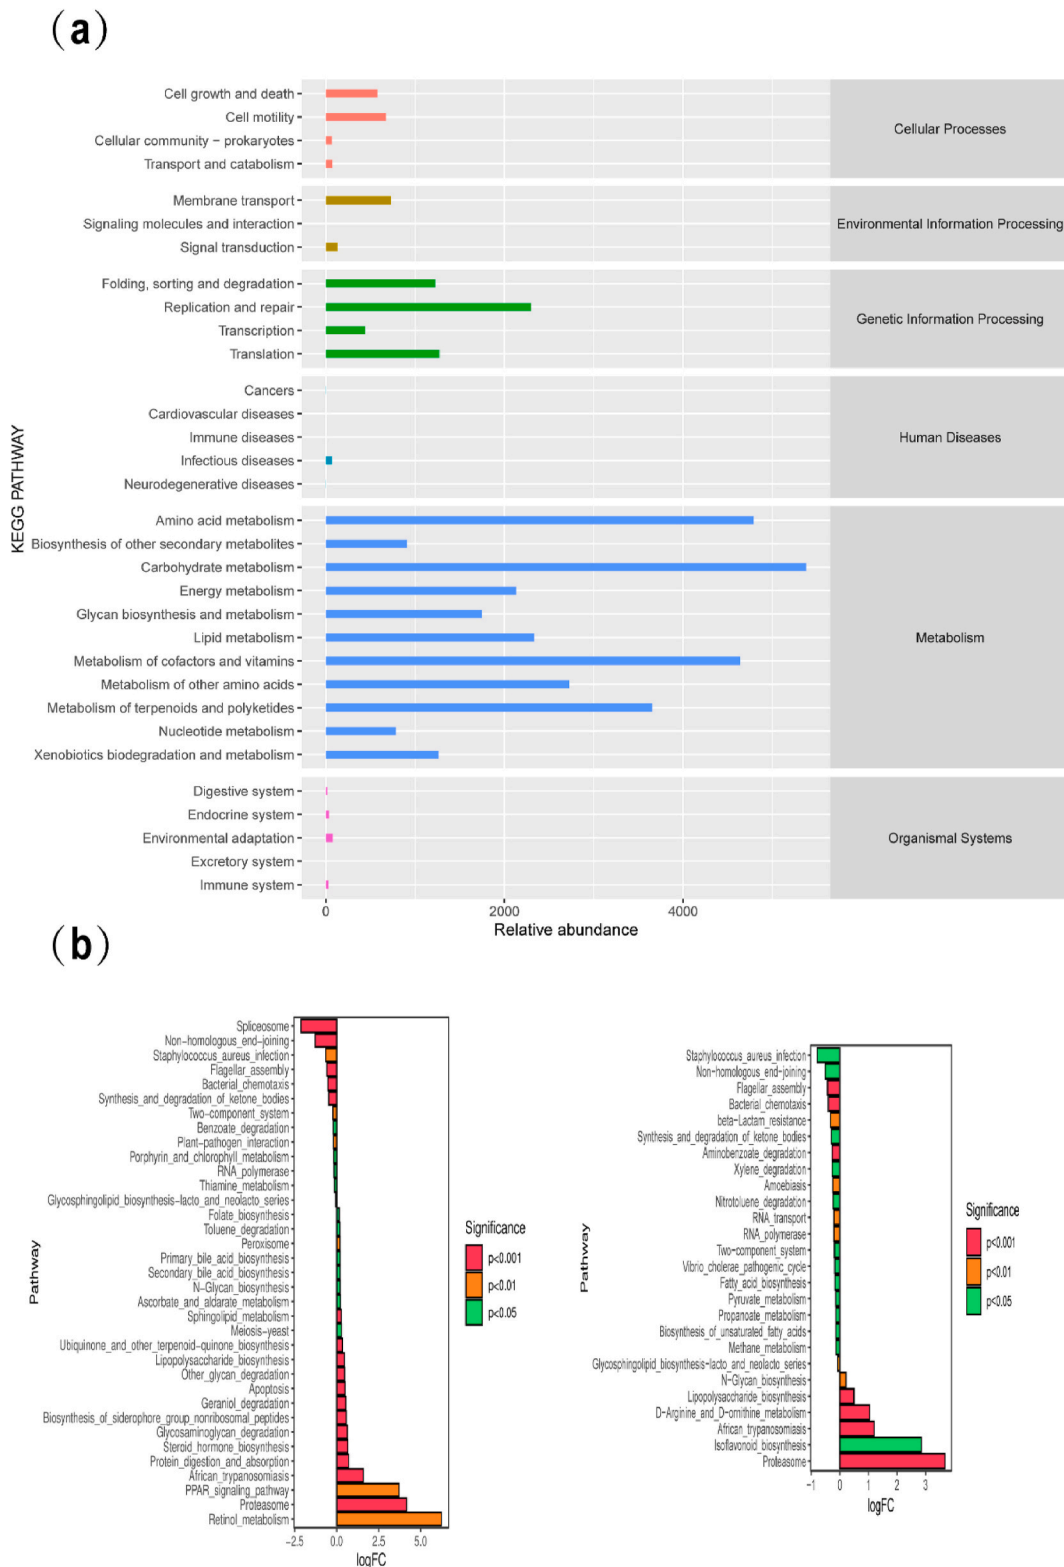 (a)
KEGG PATHWAY
Cell growth and death
Cell motility
Cellular community − prokaryotes
Transport and catabolism
Cellular Processes
Membrane transport
Signaling molecules and interaction
Signal transduction
Environmental Information Processing
Folding, sorting and degradation
Replication and repair
Transcription
Translation
Genetic Information Processing
Cancers
Cardiovascular diseases
Immune diseases
Infectious diseases
Neurodegenerative diseases
Human Diseases
Amino acid metabolism
Biosynthesis of other secondary metabolites
Carbohydrate metabolism
Energy metabolism
Glycan biosynthesis and metabolism
Lipid metabolism
Metabolism of cofactors and vitamins
Metabolism of other amino acids
Metabolism of terpenoids and polyketides
Nucleotide metabolism
Xenobiotics biodegradation and metabolism
Metabolism
Digestive system
Endocrine system
Environmental adaptation
Excretory system
Immune system
Organismal Systems
0 2000 4000
Relative abundance
(b)
Pathway
Spliceosome
Non−homologous_end−joining
Staphylococcus_aureus_infection
Flagellar_assembly
Bacterial_chemotaxis
Synthesis_and_degradation_of_ketone_bodies
Two−component_system
Benzoate_degradation
Plant−pathogen_interaction
Porphyrin_and_chlorophyll_metabolism
RNA_polymerase
Thiamine_metabolism
Glycosphingolipid_biosynthesis−lacto_and_neolacto_series
Folate_biosynthesis
Toluene_degradation
Peroxisome
Primary_bile_acid_biosynthesis
Secondary_bile_acid_biosynthesis
N−Glycan_biosynthesis
Ascorbate_and_aldarate_metabolism
Sphingolipid_metabolism
Meiosis−yeast
Ubiquinone_and_other_terpenoid−quinone_biosynthesis
Lipopolysaccharide_biosynthesis
Other_glycan_degradation
Apoptosis
Geraniol_degradation
Biosynthesis_of_siderophore_group_nonribosomal_peptides
Glycosaminoglycan_degradation
Steroid_hormone_biosynthesis
Protein_digestion_and_absorption
African_trypanosomiasis
PPAR_signaling_pathway
Proteasome
Retinol_metabolism
−2.5 0.0 2.5 5.0
logFC
Significance
p<0.001
p<0.01
p<0.05
Pathway
Staphylococcus_aureus_infection
Non−homologous_end−joining
Flagellar_assembly
Bacterial_chemotaxis
beta−Lactam_resistance
Synthesis_and_degradation_of_ketone_bodies
Aminobenzoate_degradation
Xylene_degradation
Amoebiasis
Nitrotoluene_degradation
RNA_transport
RNA_polymerase
Two−component_system
Vibrio_cholerae_pathogenic_cycle
Fatty_acid_biosynthesis
Pyruvate_metabolism
Propanoate_metabolism
Biosynthesis_of_unsaturated_fatty_acids
Methane_metabolism
Glycosphingolipid_biosynthesis−lacto_and_neolacto_series
N−Glycan_biosynthesis
Lipopolysaccharide_biosynthesis
D−Arginine_and_D−ornithine_metabolism
African_trypanosomiasis
Isoflavonoid_biosynthesis
Proteasome
−1 0 1 2 3
logFC
Significance
p<0.001
p<0.01
p<0.05